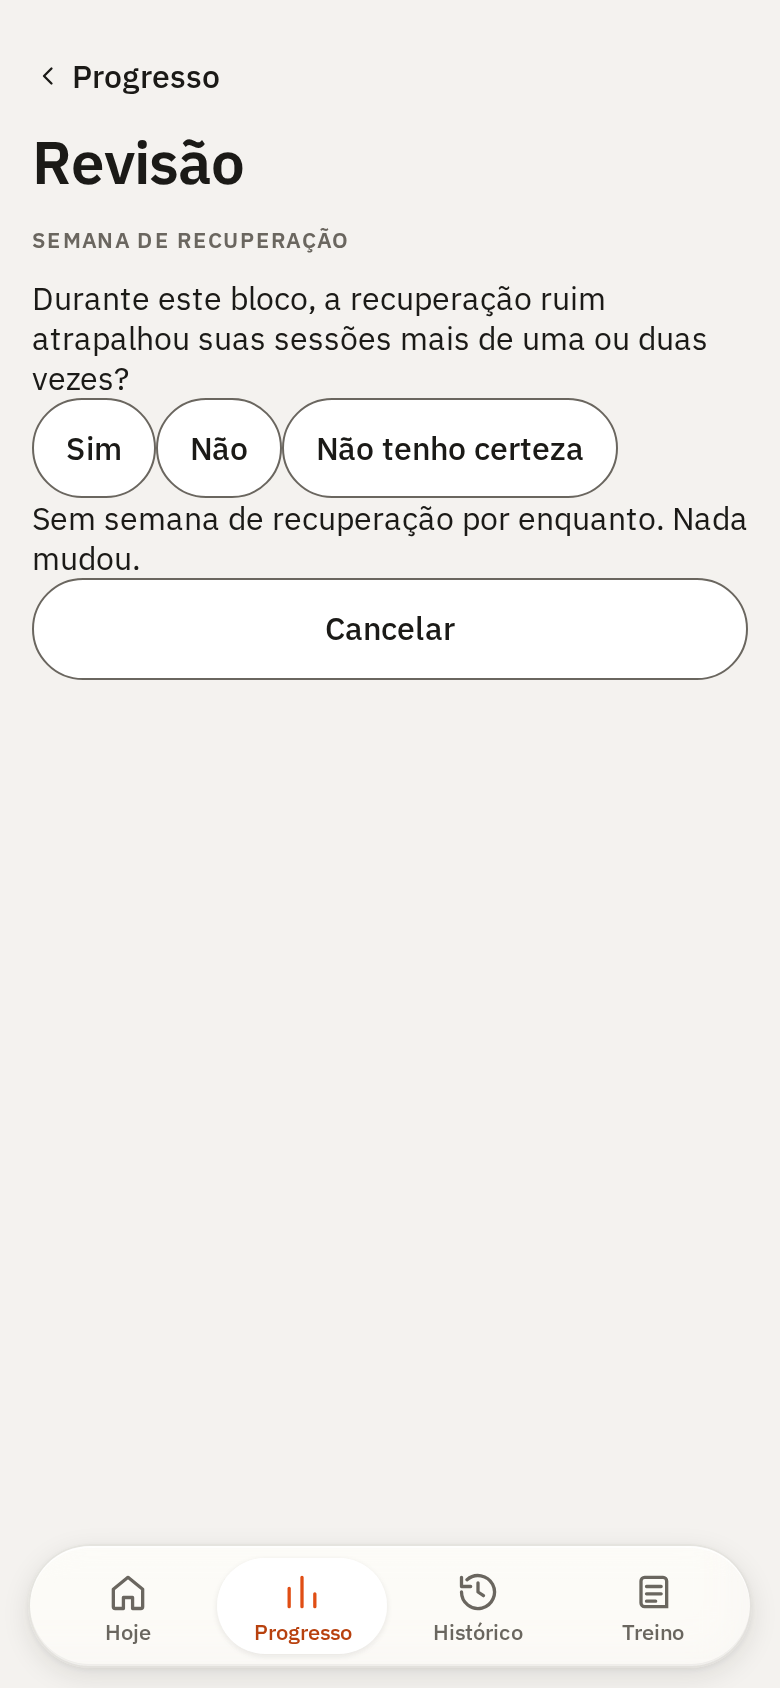 Progresso
Revisão
SEMANA DE RECUPERAÇÃO
Durante este bloco, a recuperação ruim
atrapalhou suas sessões mais de uma ou duas
vezes?
Sim Não Não tenho certeza
Sem semana de recuperação por enquanto. Nada
mudou.
Cancelar
Hoje Progresso Histórico Treino